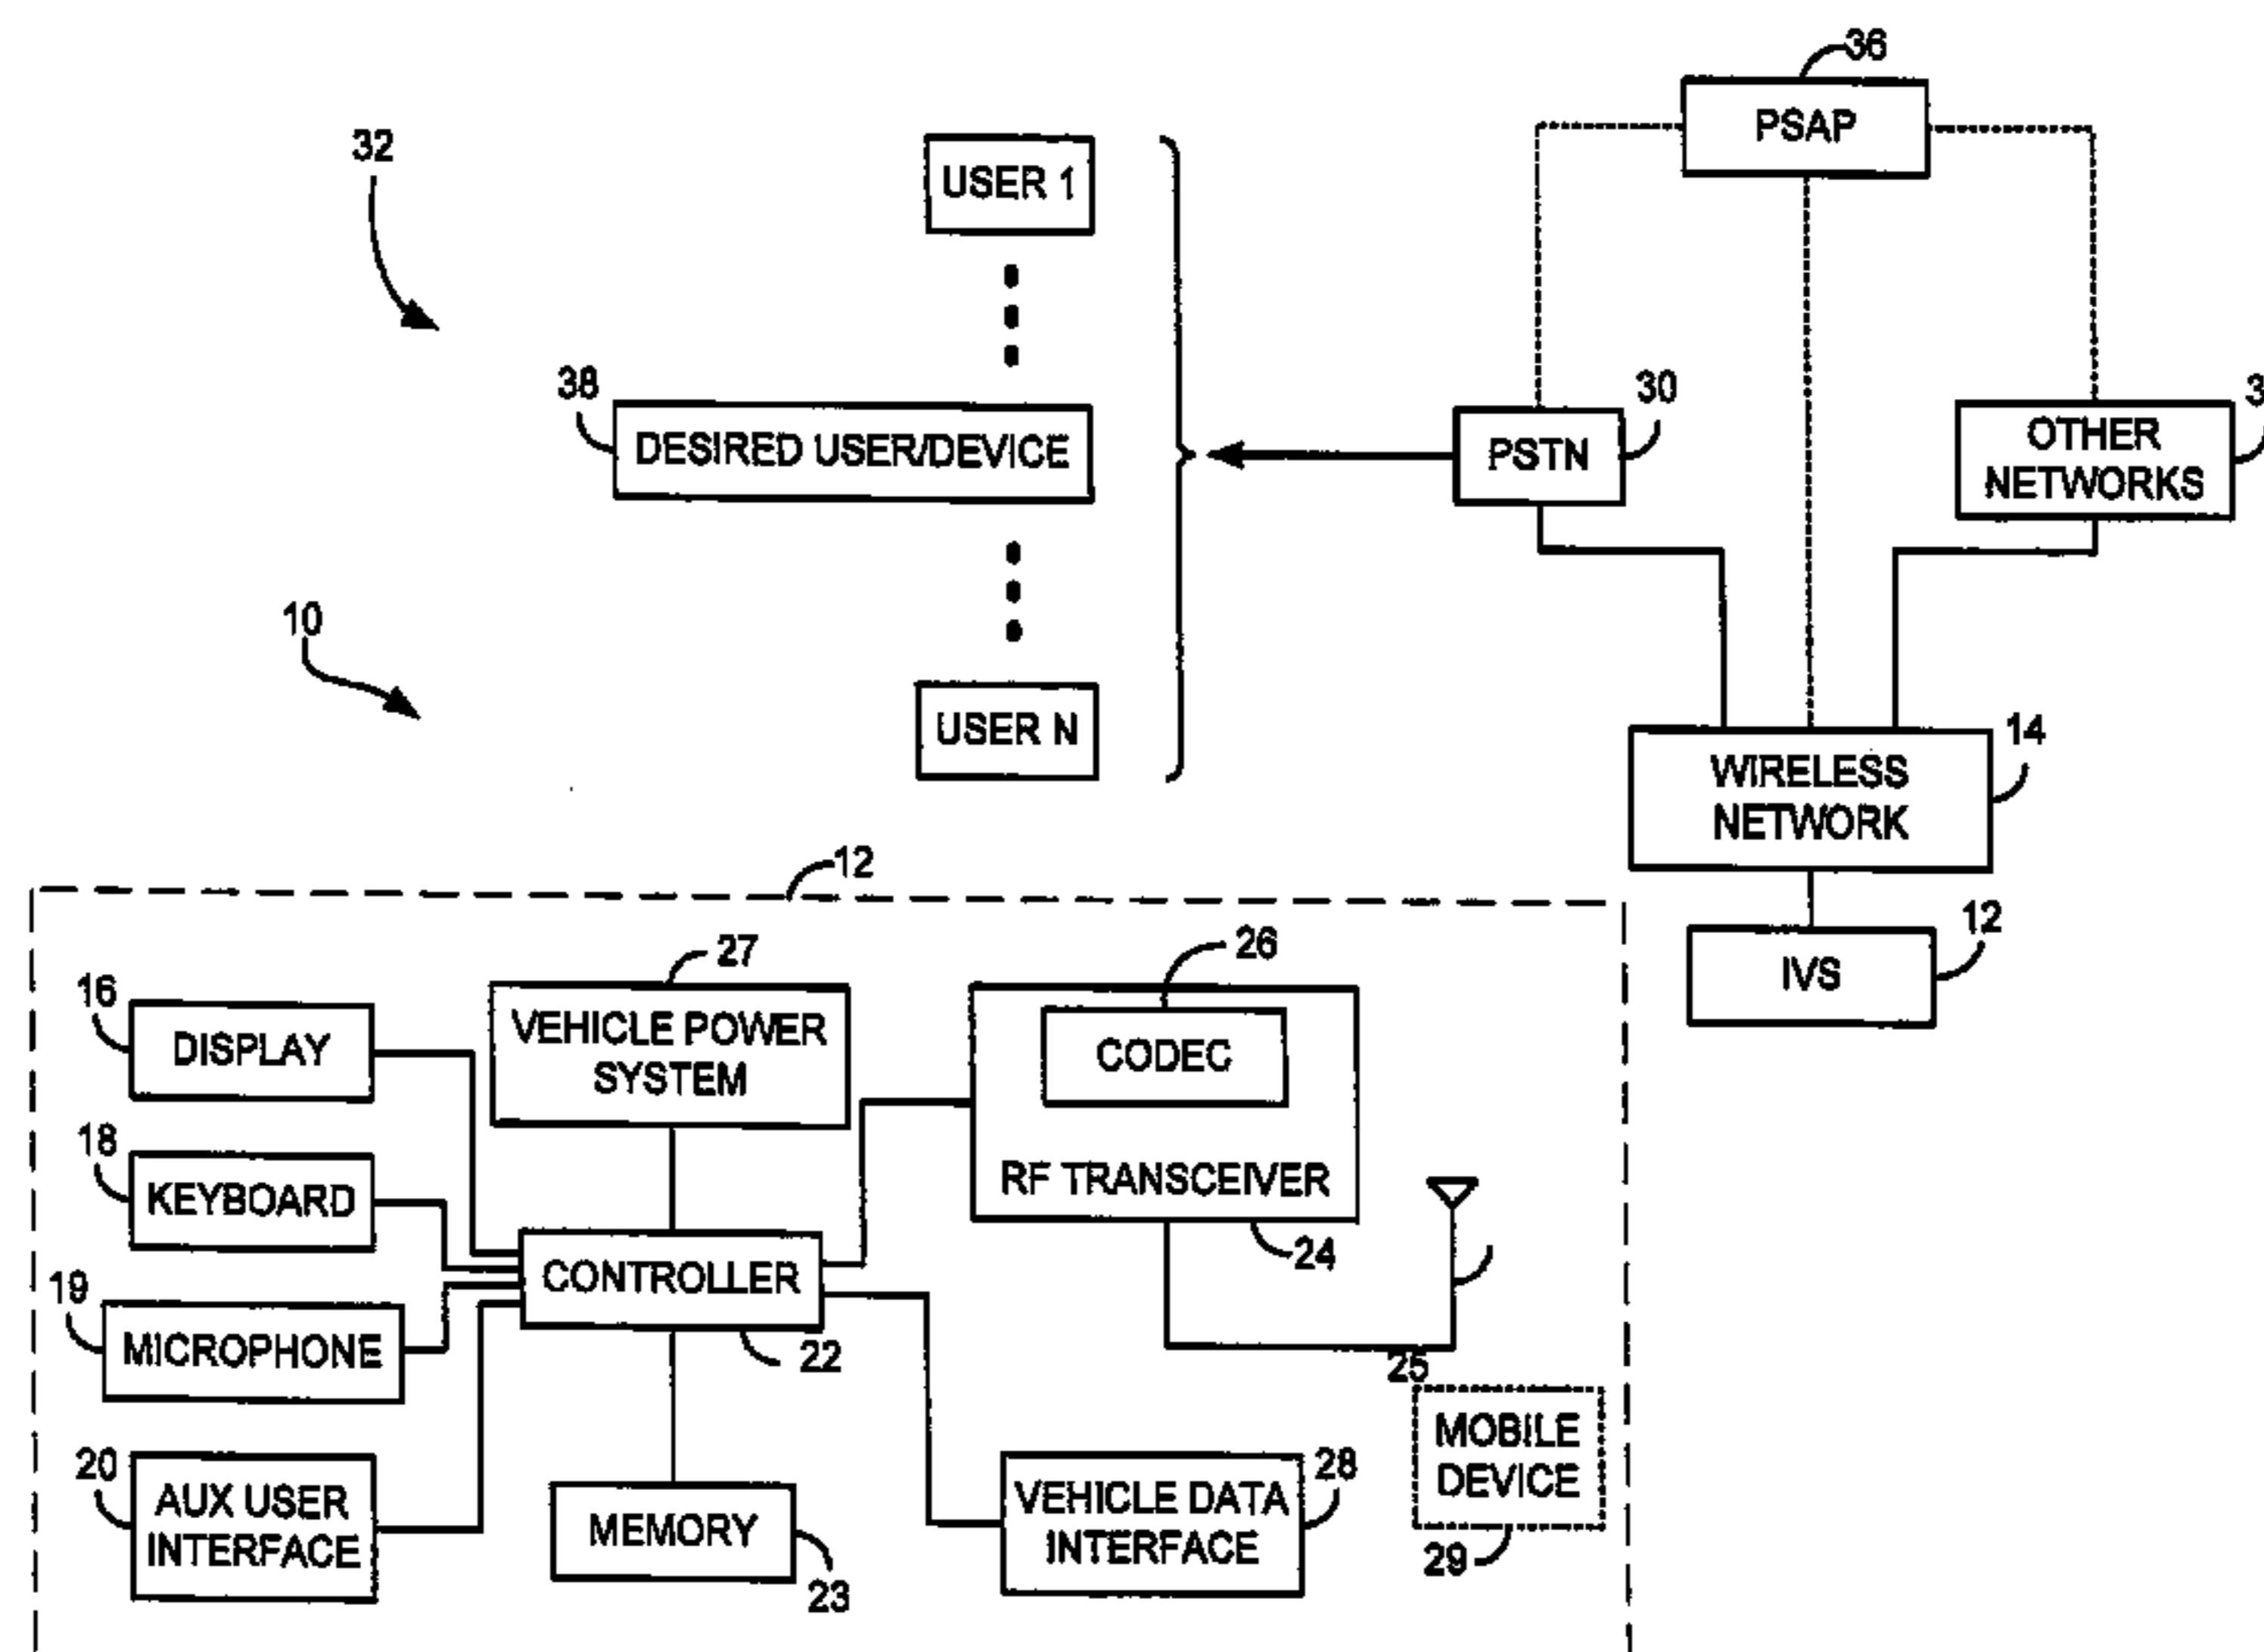 36
PSAP
32
USER 1
38
DESIRED USER/DEVICE
30
PSTN
OTHER
NETWORKS
10
USER N
14
WIRELESS
NETWORK
12
IVS
12
27
VEHICLE POWER
SYSTEM
26
CODEC
RF TRANSCEIVER
24
16
DISPLAY
18
KEYBOARD
CONTROLLER
22
19
MICROPHONE
25
20
AUX USER
INTERFACE
MEMORY
23
VEHICLE DATA
INTERFACE
28
MOBILE
DEVICE
29